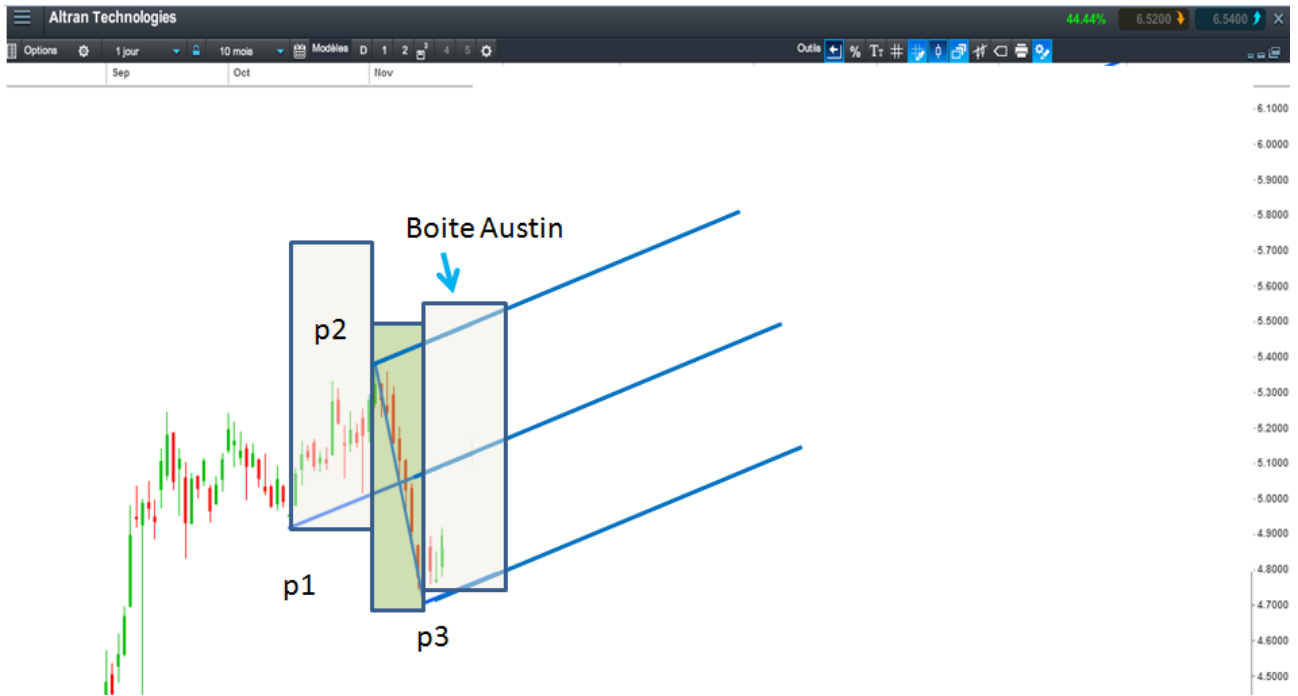 Altran Technologies 44.44% 6.5200 6.5400
Options 1 jour 10 mois Modèles D 1 2 3 4 5 Outils % TT
Sep Oct Nov
6.1000
6.0000
5.9000
5.8000
5.7000
5.6000
5.5000
5.4000
5.3000
5.2000
5.1000
5.0000
4.9000
4.8000
4.7000
4.6000
4.5000
Boite Austin
p2
p1
p3